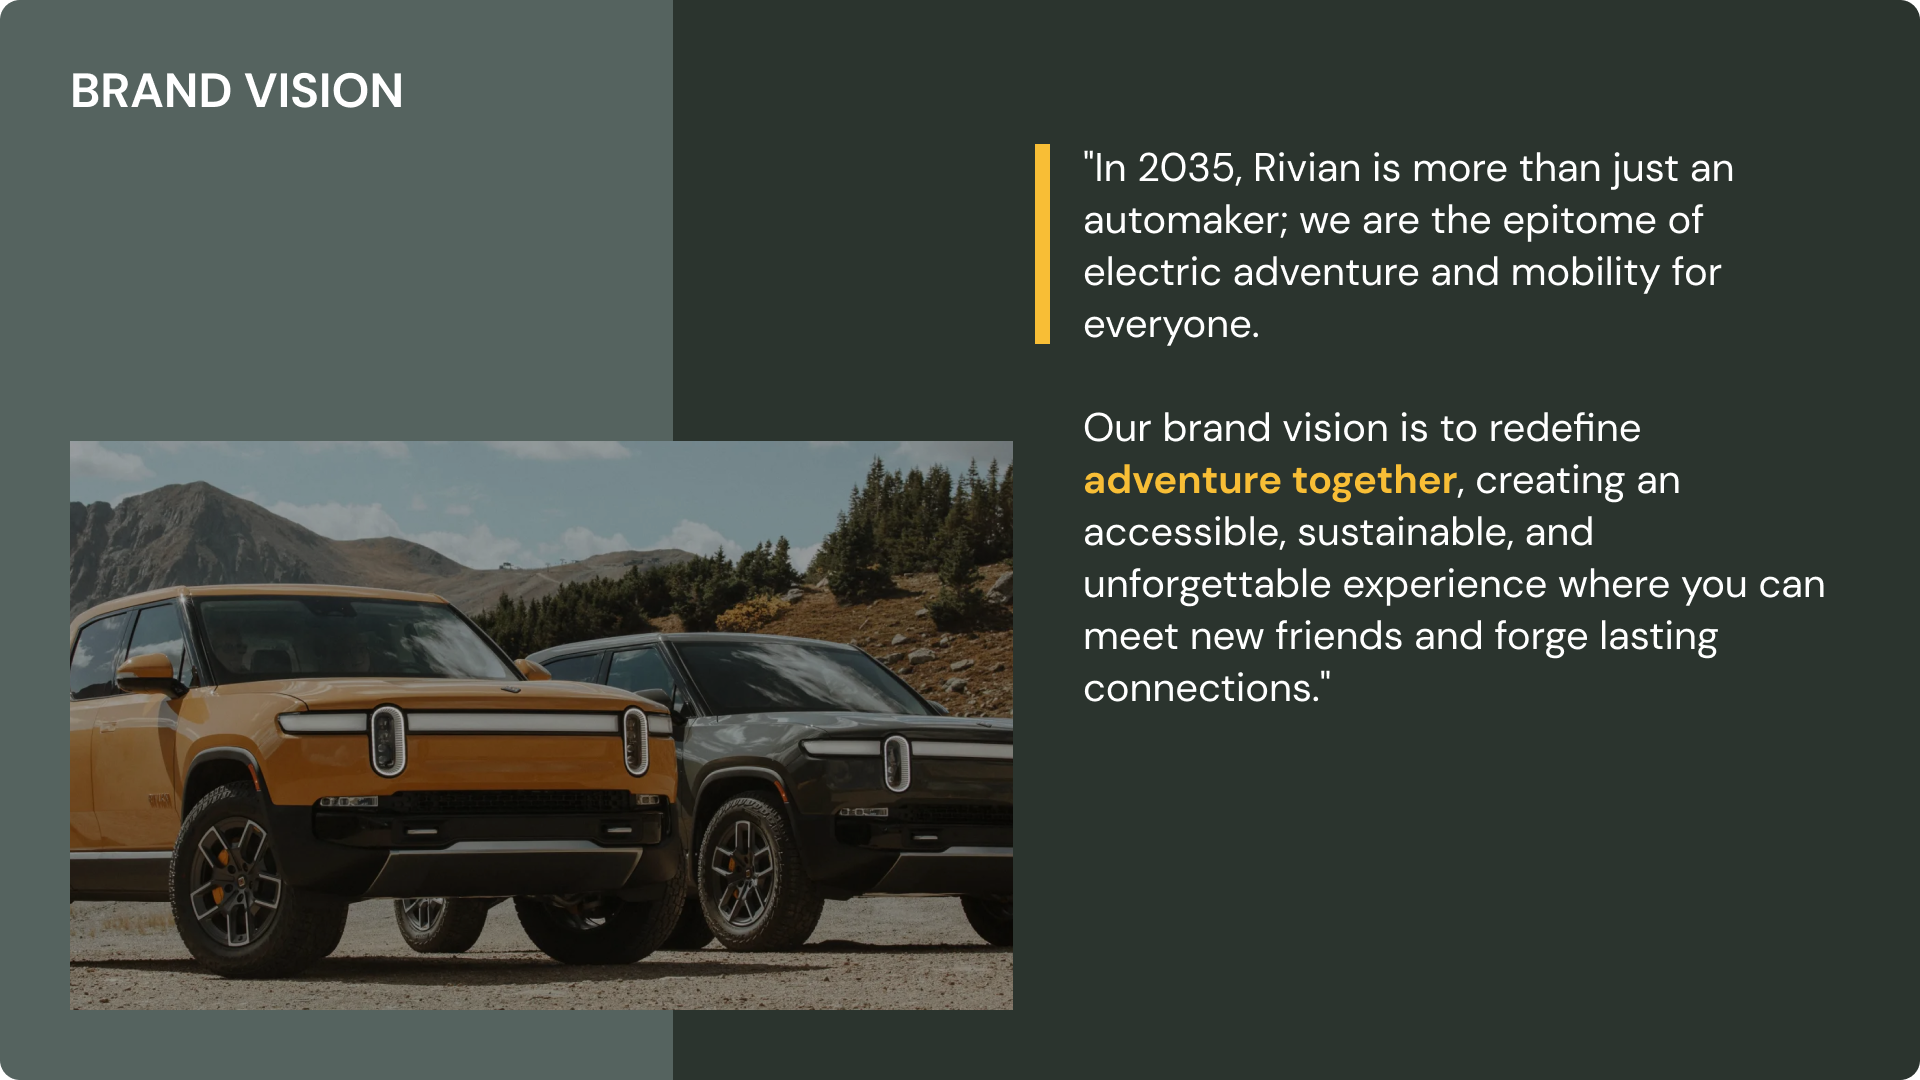 BRAND VISION
"In 2035, Rivian is more than just an
automaker; we are the epitome of
electric adventure and mobility for
everyone.
Our brand vision is to redefine
adventure together, creating an
accessible, sustainable, and
unforgettable experience where you can
meet new friends and forge lasting
connections."